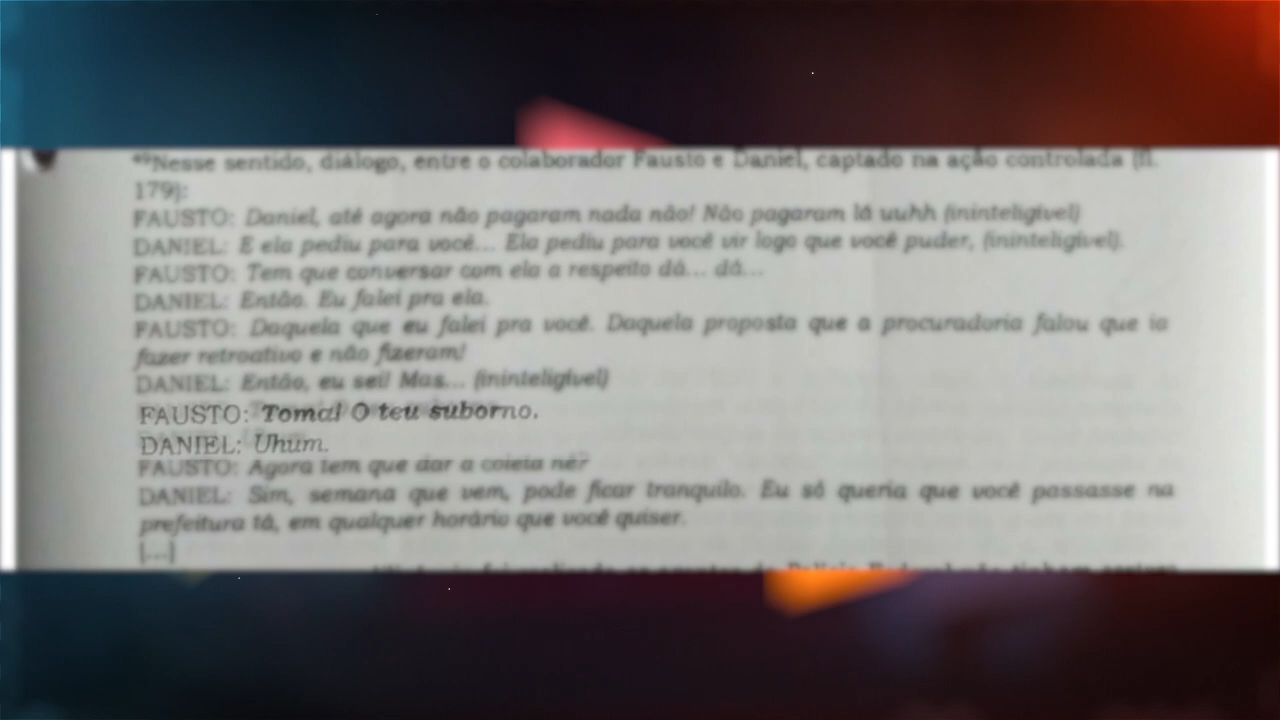 ⁴⁹Nesse sentido, diálogo, entre o colaborador Fausto e Daniel, captado na ação controlada (fl.
179):
FAUSTO: Daniel, até agora não pagaram nada não! Não pagaram lá uuhh (ininteligível)
DANIEL: E ela pediu para você... Ela pediu para você vir logo que você puder, (ininteligível).
FAUSTO: Tem que conversar com ela a respeito dá... dá...
DANIEL: Então. Eu falei pra ela.
FAUSTO: Daquela que eu falei pra você. Daquela proposta que a procuradoria falou que ia
fazer retroativo e não fizeram!
DANIEL: Então, eu sei! Mas... (ininteligível)
FAUSTO: Toma! O teu suborno.
DANIEL: Uhum.
FAUSTO: Agora tem que dar a coleta né?
DANIEL: Sim, semana que vem, pode ficar tranquilo. Eu só queria que você passasse na
prefeitura tá, em qualquer horário que você quiser.
[...]